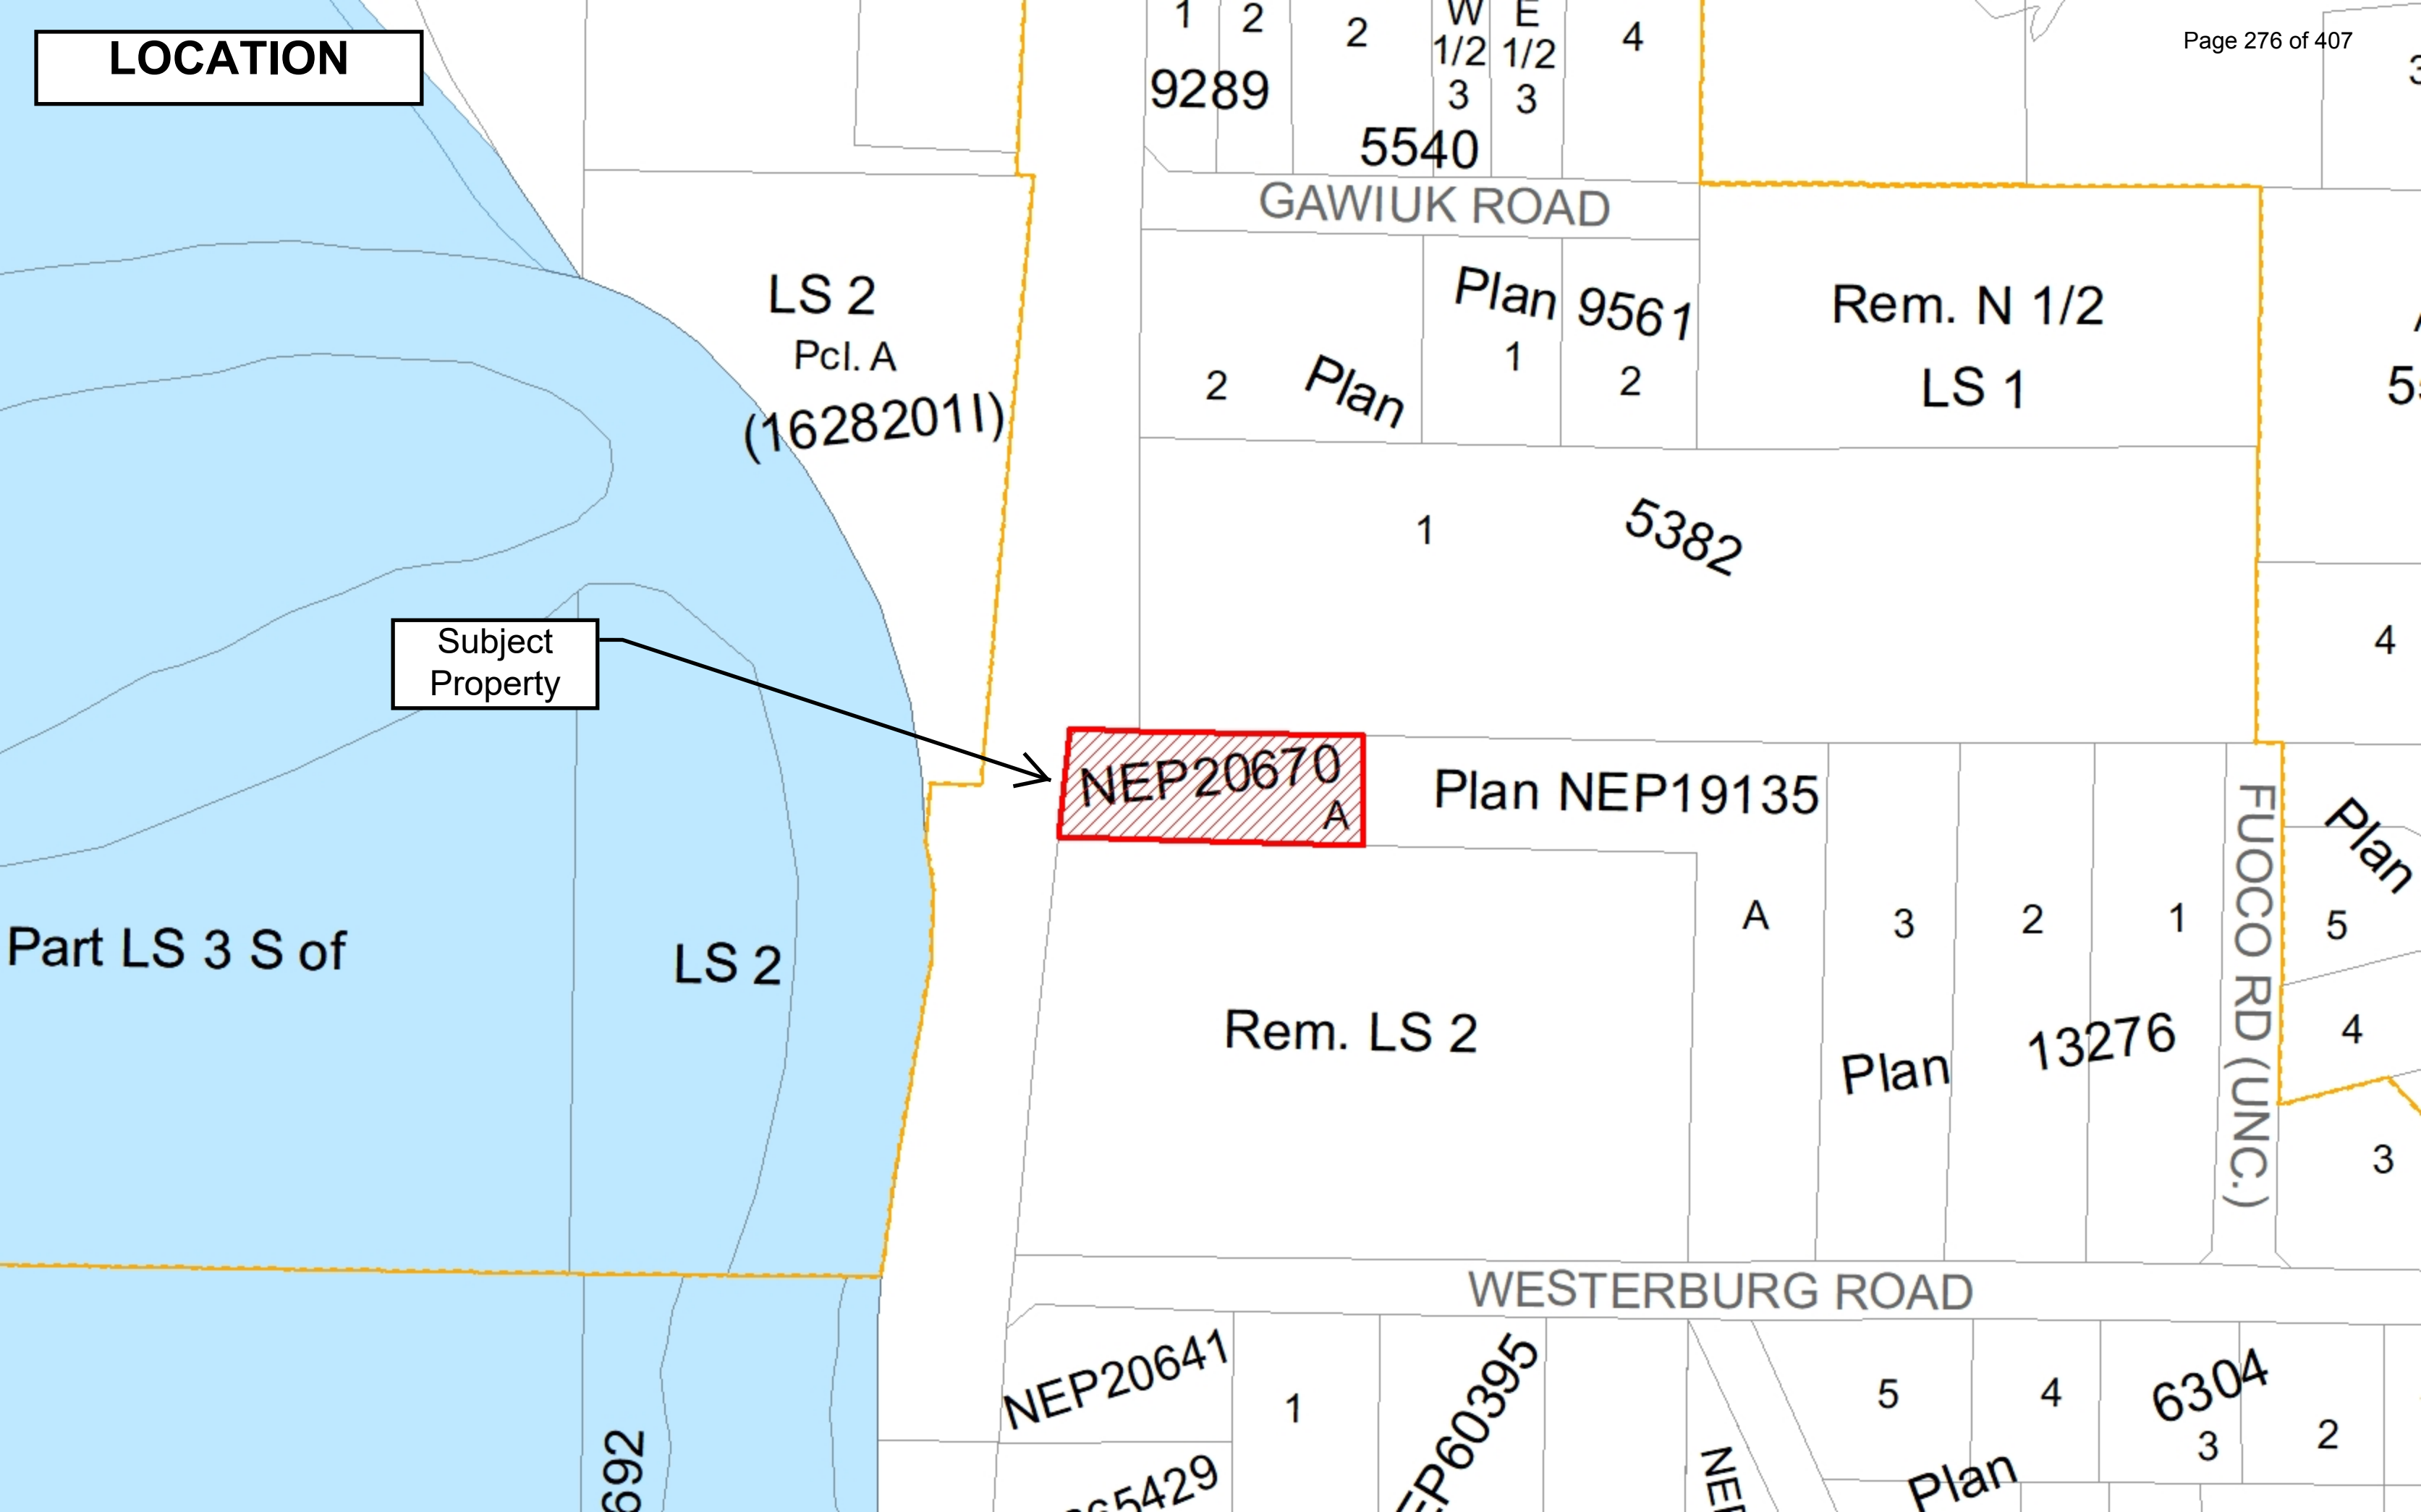 LOCATION
Page 276 of 407
1
2
2
W
1/2
3
E
1/2
3
4
3
9289
5540
GAWIUK ROAD
LS 2
Pcl. A
(1628201I)
Plan 9561
1
2
2
Plan
Rem. N 1/2
LS 1
1
5382
4
Subject
Property
NEP20670
A
Plan NEP19135
FUOCO RD (UNC.)
Plan
5
4
3
Part LS 3 S of
LS 2
A
3
2
1
Rem. LS 2
Plan
13276
WESTERBURG ROAD
NEP20641
1
5
4
6304
3
2
Plan